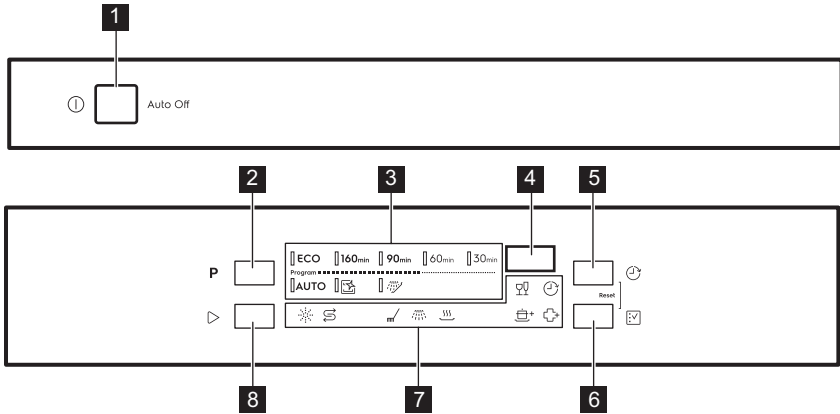 1
Auto Off
2 3 4 5
ECO 160min 90min 60min 30min
P
Program
AUTO
Reset
8 7 6